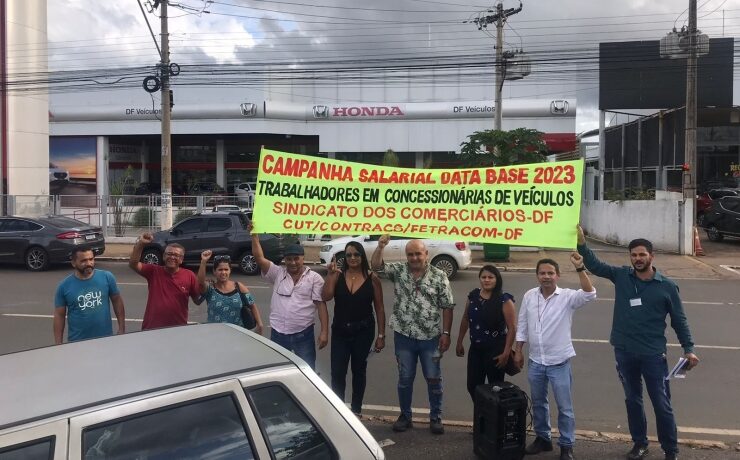 DF Veículos
HONDA
DF Veículos
HONDA
CAMPANHA SALARIAL DATA BASE 2023
TRABALHADORES EM CONCESSIONÁRIAS DE VEÍCULOS
SINDICATO DOS COMERCIÁRIOS-DF
CUT/CONTRACS/FETRACOM-DF
new
YORK